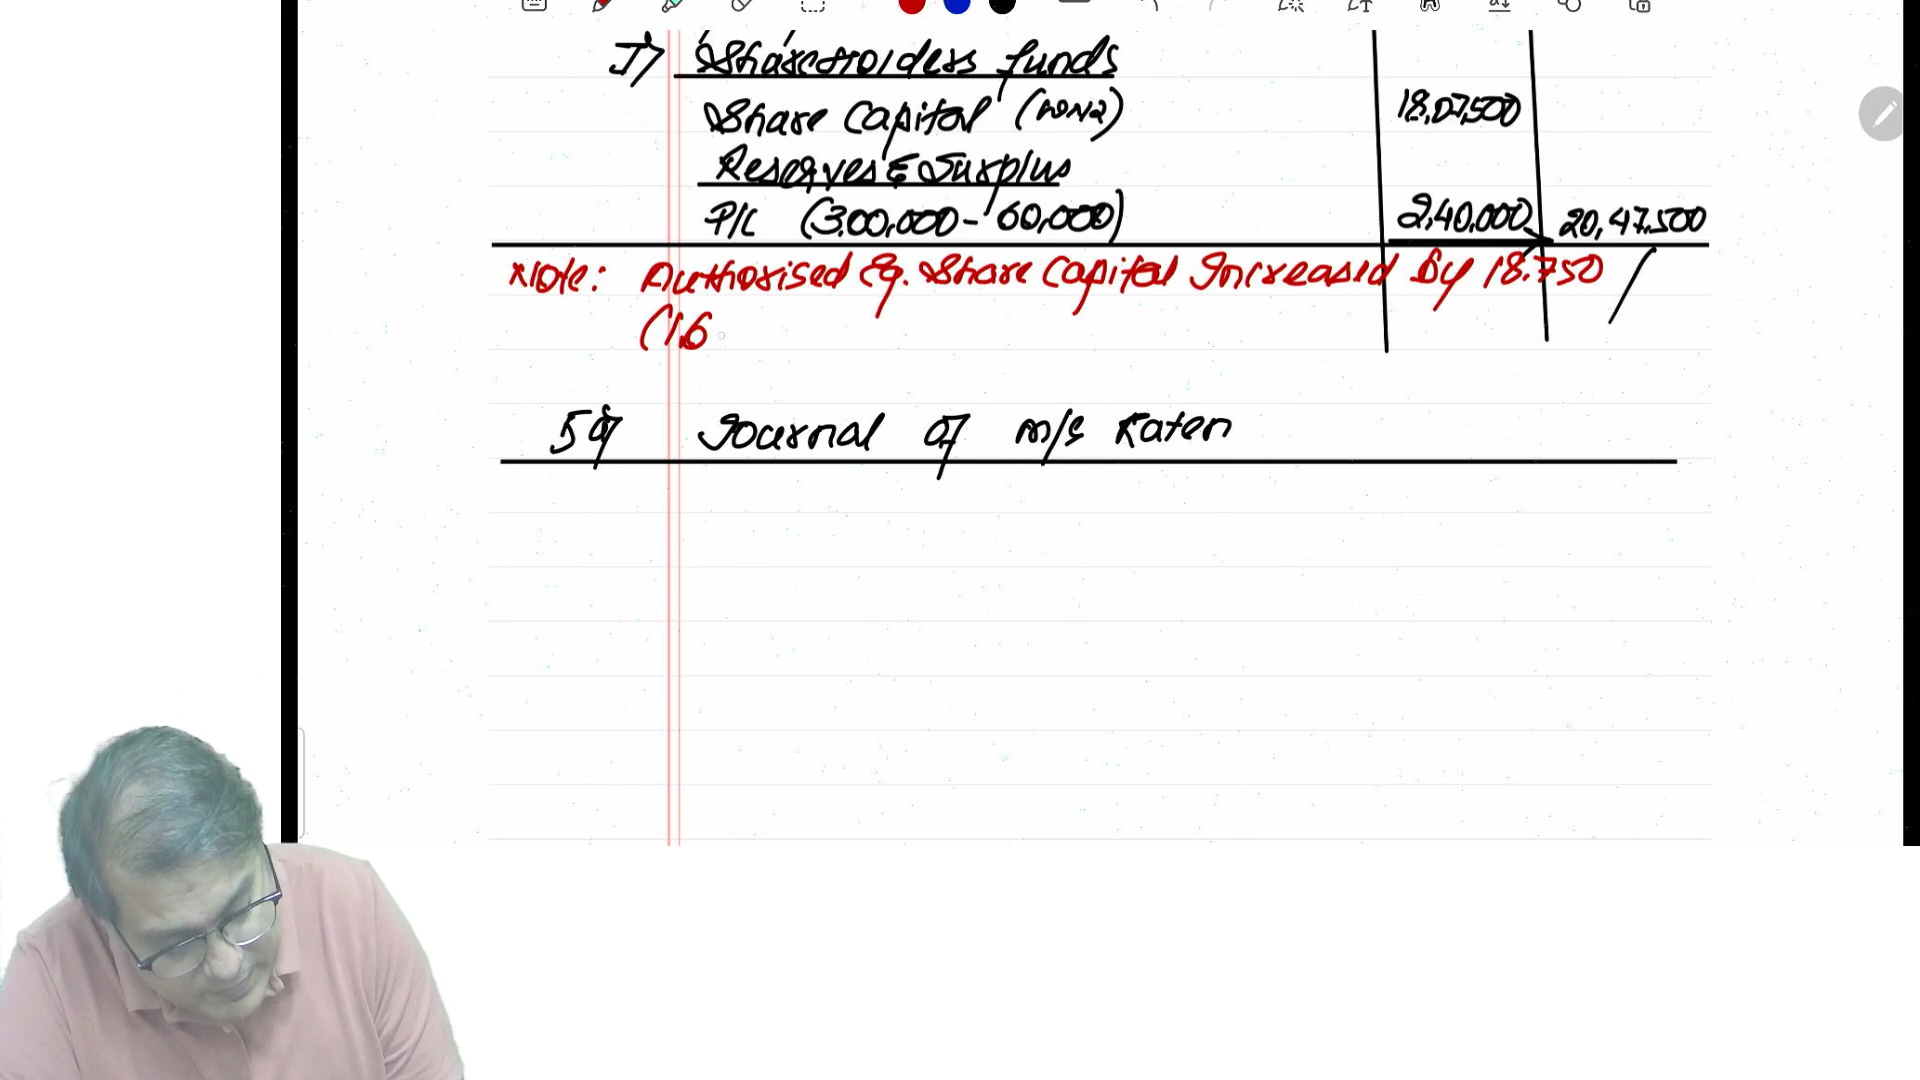 I) Shareholders funds
Share Capital (WN2) 18,07,500
Reserves & Surplus
P/L (3,00,000 - 60,000) 2,40,000 20,47,500
Note: Authorised Eq. Share Capital Increased By 18,750
(1,6
5) Journal of M/s Ketan